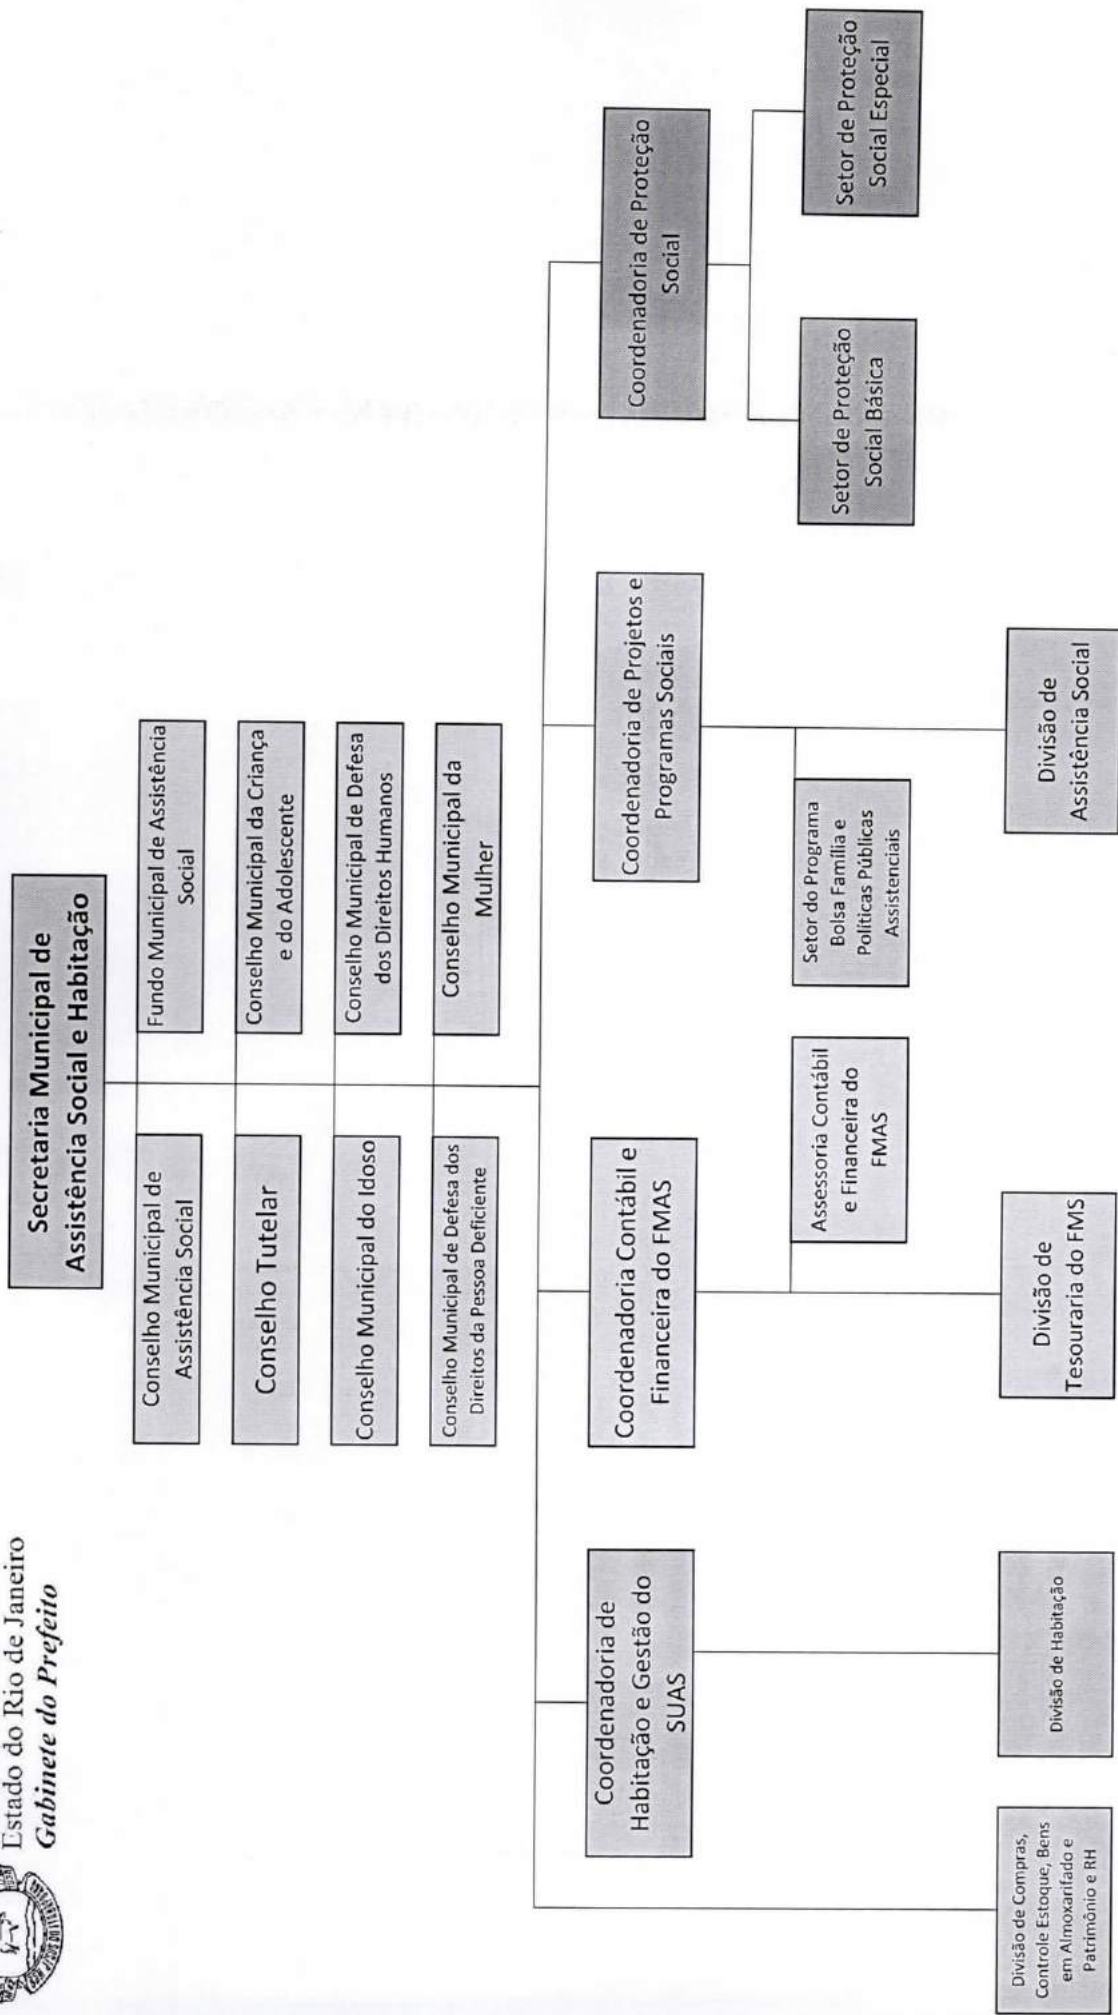 Estado do Rio de Janeiro
Gabinete do Prefeito
Secretaria Municipal de
Assistência Social e Habitação
Conselho Municipal de
Assistência Social
Fundo Municipal de Assistência
Social
Conselho Tutelar
Conselho Municipal da Criança
e do Adolescente
Conselho Municipal do Idoso
Conselho Municipal de Defesa
dos Direitos Humanos
Conselho Municipal de Defesa dos
Direitos da Pessoa Deficiente
Conselho Municipal da
Mulher
Coordenadoria de
Habitação e Gestão do
SUAS
Coordenadoria Contábil e
Financeira do FMAS
Coordenadoria de Projetos e
Programas Sociais
Coordenadoria de Proteção
Social
Assessoria Contábil
e Financeira do
FMAS
Setor do Programa
Bolsa Família e
Políticas Públicas
Assistenciais
Setor de Proteção
Social Básica
Setor de Proteção
Social Especial
Divisão de Compras,
Controle Estoque, Bens
em Almoxarifado e
Patrimônio e RH
Divisão de Habitação
Divisão de
Tesouraria do FMS
Divisão de
Assistência Social